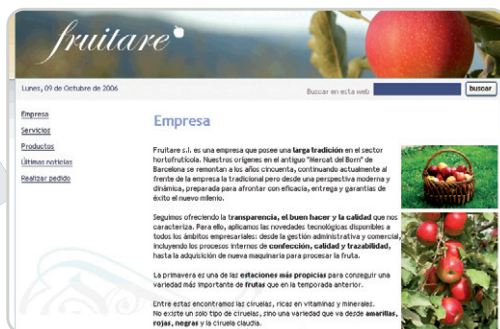 fruitare
Lunes, 09 de Octubre de 2006
Buscar en esta web
buscar
Empresa
Servicios
Productos
Últimas noticias
Realizar pedido
Empresa
Fruitare s.l. es una empresa que posee una larga tradición en el sector
hortofrutícola. Nuestros orígenes en el antiguo "Mercat del Born" de
Barcelona se remontan a los años cincuenta, continuando actualmente al
frente de la empresa la tradicional pero desde una perspectiva moderna y
dinámica, preparada para afrontar con eficacia, entrega y garantías de
éxito el nuevo milenio.
Seguimos ofreciendo la transparencia, el buen hacer y la calidad que nos
caracteriza. Para ello, aplicamos las novedades tecnológicas disponibles a
todos los ámbitos empresariales: desde la gestión administrativa y comercial,
incluyendo los procesos internos de confección, calidad y trazabilidad,
hasta la adquisición de nueva maquinaria para procesar la fruta.
La primavera es una de las estaciones más propicias para conseguir una
variedad más importante de frutas que en la temporada anterior.
Entre estas encontramos las ciruelas, ricas en vitaminas y minerales.
No existe un solo tipo de ciruelas, sino una variedad que va desde amarillas,
rojas, negras y la ciruela claudia.